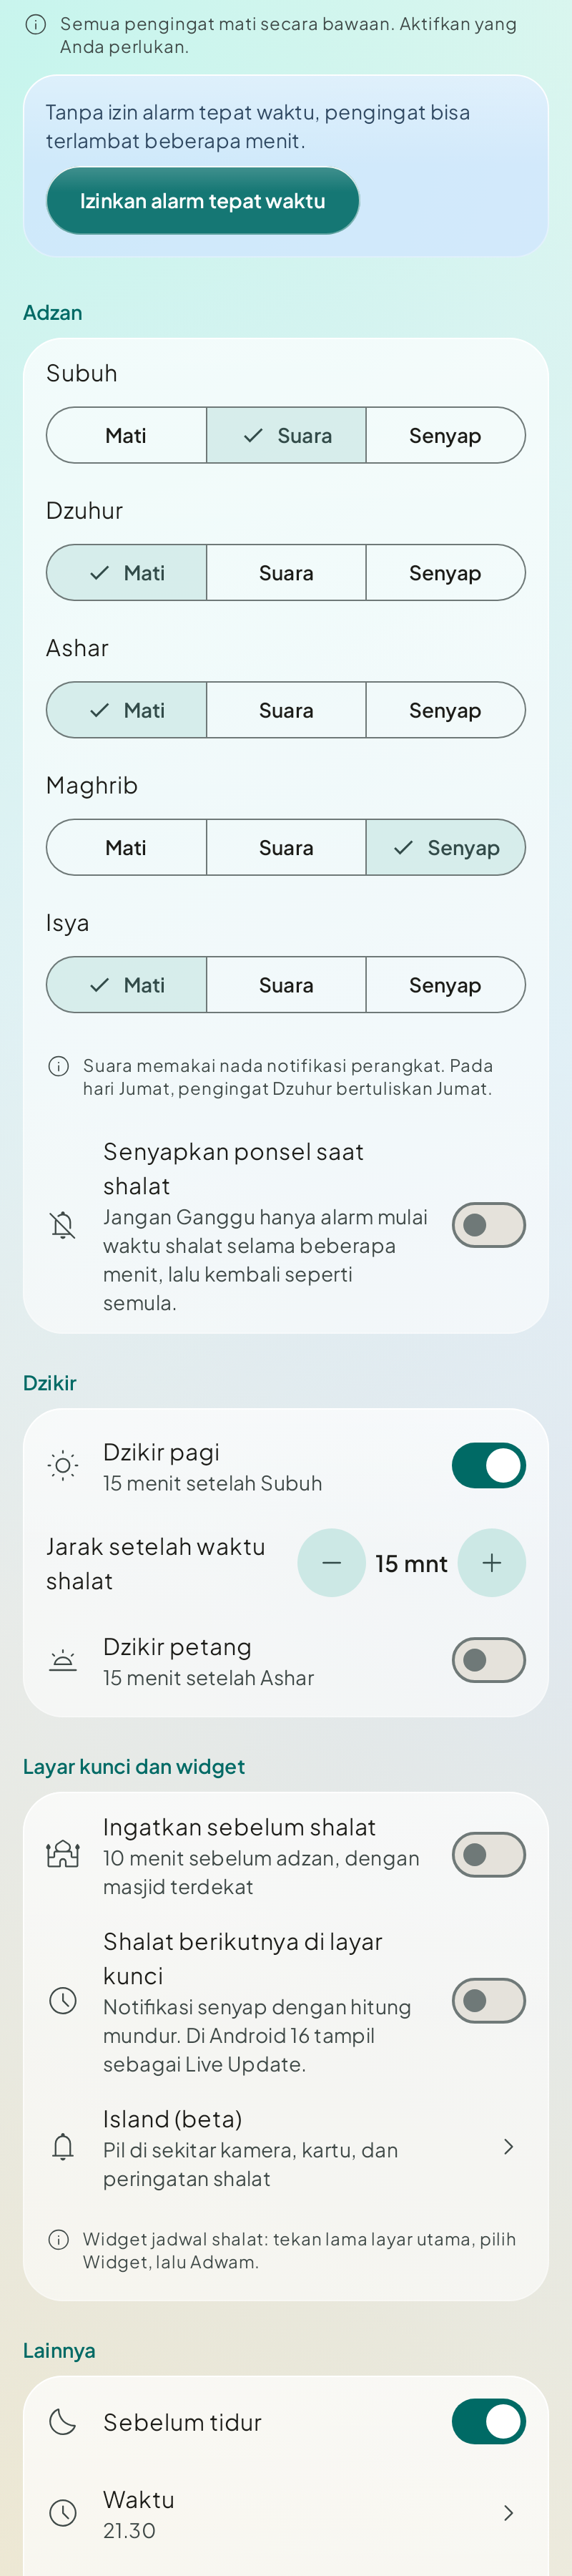 Semua pengingat mati secara bawaan. Aktifkan yang
Anda perlukan.
Tanpa izin alarm tepat waktu, pengingat bisa
terlambat beberapa menit.
Izinkan alarm tepat waktu
Adzan
Subuh
Mati Suara Senyap
Dzuhur
Mati Suara Senyap
Ashar
Mati Suara Senyap
Maghrib
Mati Suara Senyap
Isya
Mati Suara Senyap
Suara memakai nada notifikasi perangkat. Pada
hari Jumat, pengingat Dzuhur bertuliskan Jumat.
Senyapkan ponsel saat
shalat
Jangan Ganggu hanya alarm mulai
waktu shalat selama beberapa
menit, lalu kembali seperti
semula.
Dzikir
Dzikir pagi
15 menit setelah Subuh
Jarak setelah waktu
shalat
15 mnt
Dzikir petang
15 menit setelah Ashar
Layar kunci dan widget
Ingatkan sebelum shalat
10 menit sebelum adzan, dengan
masjid terdekat
Shalat berikutnya di layar
kunci
Notifikasi senyap dengan hitung
mundur. Di Android 16 tampil
sebagai Live Update.
Island (beta)
Pil di sekitar kamera, kartu, dan
peringatan shalat
Widget jadwal shalat: tekan lama layar utama, pilih
Widget, lalu Adwam.
Lainnya
Sebelum tidur
Waktu
21.30